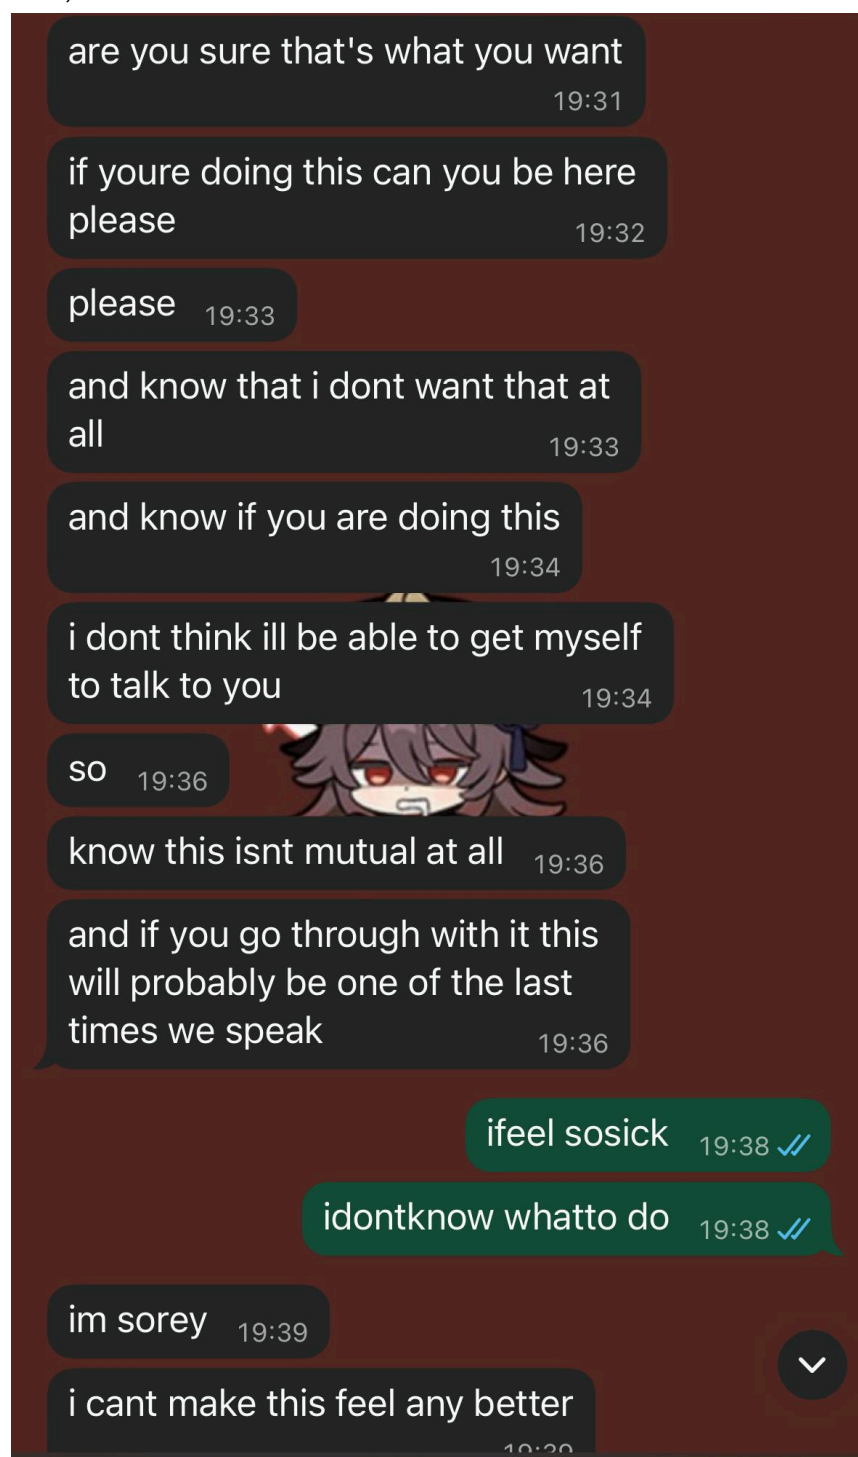 are you sure that's what you want
19:31
if youre doing this can you be here
please
19:32
please 19:33
and know that i dont want that at
all
19:33
and know if you are doing this
19:34
i dont think ill be able to get myself
to talk to you
19:34
so 19:36
know this isnt mutual at all 19:36
and if you go through with it this
will probably be one of the last
times we speak
19:36
ifeel sosick 19:38
idontknow whatto do 19:38
im sorey 19:39
i cant make this feel any better
19:39